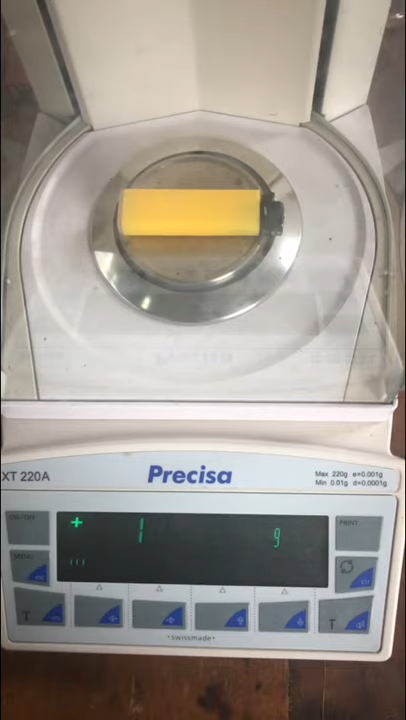 XT 220A
Precisa
Max 220g e=0.001g
Min 0.01g d=0.0001g
ON/OFF
PRINT
+ 1 g
MENU
T
T
•swissmade•